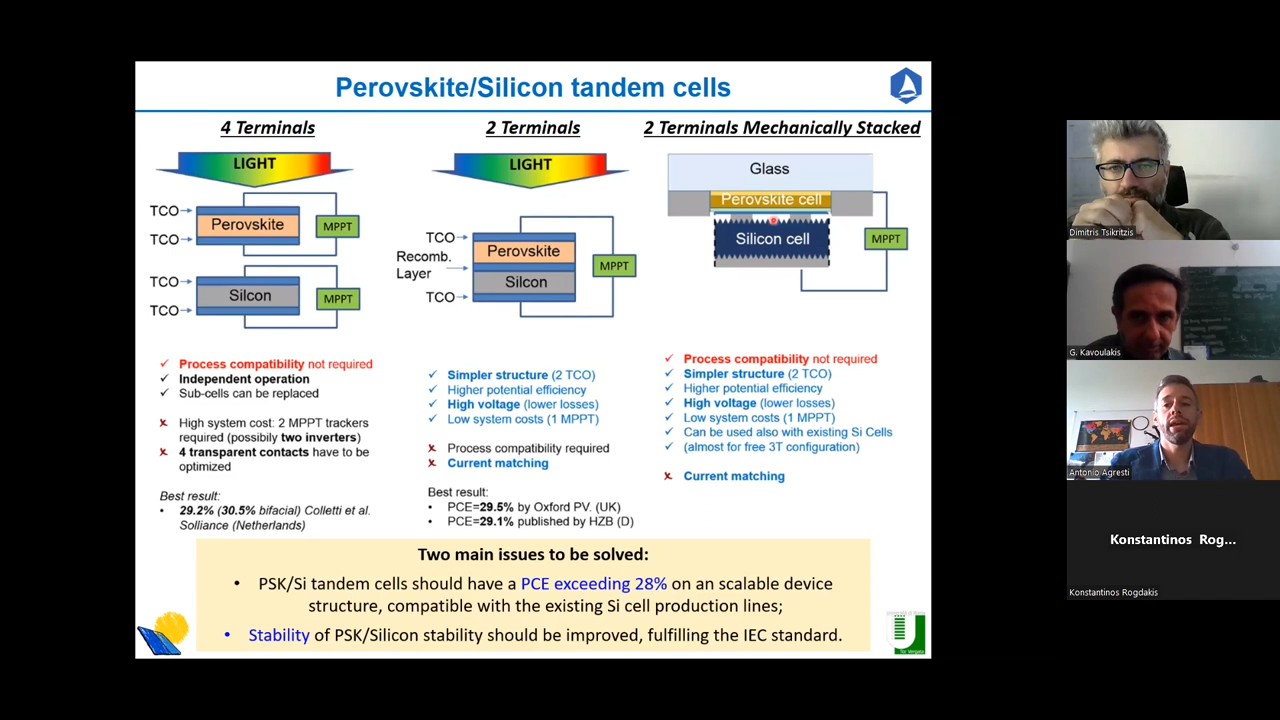 Perovskite/Silicon tandem cells
4 Terminals
LIGHT
TCO
Perovskite
MPPT
TCO
TCO
Silcon
MPPT
TCO
✓ Process compatibility not required
✓ Independent operation
✓ Sub-cells can be replaced
x High system cost: 2 MPPT trackers
required (possibily two inverters)
x 4 transparent contacts have to be
optimized
Best result:
• 29.2% (30.5% bifacial) Colletti et al.
Solliance (Netherlands)
2 Terminals
LIGHT
TCO
Perovskite
Recomb.
Layer
MPPT
Silcon
TCO
✓ Simpler structure (2 TCO)
✓ Higher potential efficiency
✓ High voltage (lower losses)
✓ Low system costs (1 MPPT)
x Process compatibility required
x Current matching
Best result:
• PCE=29.5% by Oxford PV. (UK)
• PCE=29.1% published by HZB (D)
2 Terminals Mechanically Stacked
Glass
Perovskite cell
Silicon cell
MPPT
✓ Process compatibility not required
✓ Simpler structure (2 TCO)
✓ Higher potential efficiency
✓ High voltage (lower losses)
✓ Low system costs (1 MPPT)
✓ Can be used also with existing Si Cells
✓ (almost for free 3T configuration)
x Current matching
Two main issues to be solved:
• PSK/Si tandem cells should have a PCE exceeding 28% on an scalable device
structure, compatible with the existing Si cell production lines;
• Stability of PSK/Silicon stability should be improved, fulfilling the IEC standard.
Tor Vergata
Dimitris Tsikritzis
G. Kavoulakis
Antonio Agresti
Konstantinos Rog...
Konstantinos Rogdakis